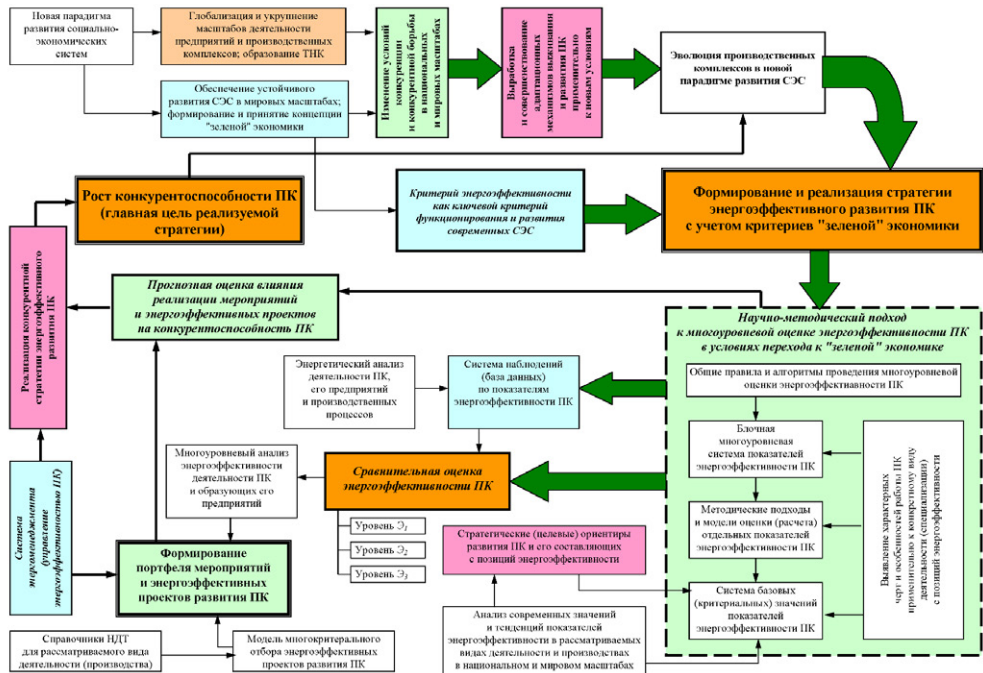 Новая парадигма
развития социально-
экономических
систем
Глобализация и укрупнение
масштабов деятельности
предприятий и производственных
комплексов; образование ТНК
Обеспечение устойчивого
развития СЭС в мировых масштабах;
формирование и принятие концепции
"зеленой" экономики
Изменение условий
конкуренции
и конкурентной борьбы
в национальных
и мировых масштабах
Выработка
и совершенствование
адаптационных
механизмов выживания
и развития ПК
применительно
к новым условиям
Эволюция производственных
комплексов в новой
парадигме развития СЭС
Рост конкурентоспособности ПК
(главная цель реализуемой
стратегии)
Критерий энергоэффективности
как ключевой критерий
функционирования и развития
современных СЭС
Формирование и реализация стратегии
энергоэффективного развития ПК
с учетом критериев "зеленой" экономики
Реализация конкурентной
стратегии энергоэффективного
развитии ПК
Прогнозная оценка влияния
реализации мероприятий
и энергоэффективных проектов
на конкурентоспособность ПК
Научно-методический подход
к многоуровневой оценке энергоэффективности ПК
в условиях перехода к "зеленой" экономике
Общие правила и алгоритмы проведения многоуровневой
оценки энергоэффектиавности ПК
Энергетический анализ
деятельности ПК,
его предприятий
и производственных
процессов
Система наблюдений
(база данных)
по показателям
энергоэффективности ПК
Блочная
многоуровневая
система показателей
энергоэффективности ПК
Методические подходы
и модели оценки (расчета)
отдельных показателей
энергоэффективности ПК
Система базовых
(критериальных) значений
показателей
энергоэффективности ПК
Выявление характерных
черт и особенностей работы ПК
применительно к конкретному виду
деятельности (специализации)
с позиций энергоэффективности
Многоуровневый анализ
энергоэффективности
деятельности ПК
и образующих его
предприятий
Сравнительная оценка
энергоэффективности ПК
Уровень Э1
Уровень Э2
Уровень Э3
Стратегические (целевые) ориентиры
развития ПК и его составляющих
с позиций энергоэффективности
Система
энергоменеджмента
(управление
энергоэффективностью ПК)
Формирование
портфеля мероприятий
и энергоэффективных
проектов развития ПК
Анализ современных значений
и тенденций показателей
энергоэффективности в рассматриваемых
видах деятельности и производствах
в национальном и мировом масштабах
Справочники НДТ
для рассматриваемого вида
деятельности (производства)
Модель многокритерального
отбора энергоэффективных
проектов развития ПК